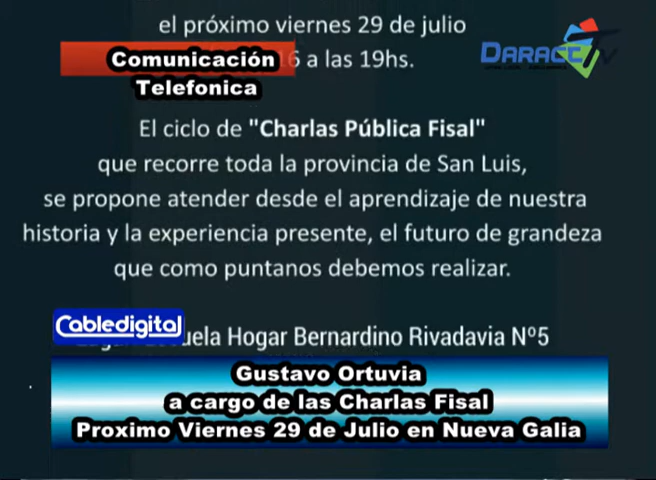 el próximo viernes 29 de julio
Comunicación
6 a las 19hs.
DARACT TV
Telefonica
El ciclo de "Charlas Pública Fisal"
que recorre toda la provincia de San Luis,
se propone atender desde el aprendizaje de nuestra
historia y la experiencia presente, el futuro de grandeza
que como puntanos debemos realizar.
Cabledigital
uela Hogar Bernardino Rivadavia Nº5
Gustavo Ortuvia
a cargo de las Charlas Fisal
Proximo Viernes 29 de Julio en Nueva Galia